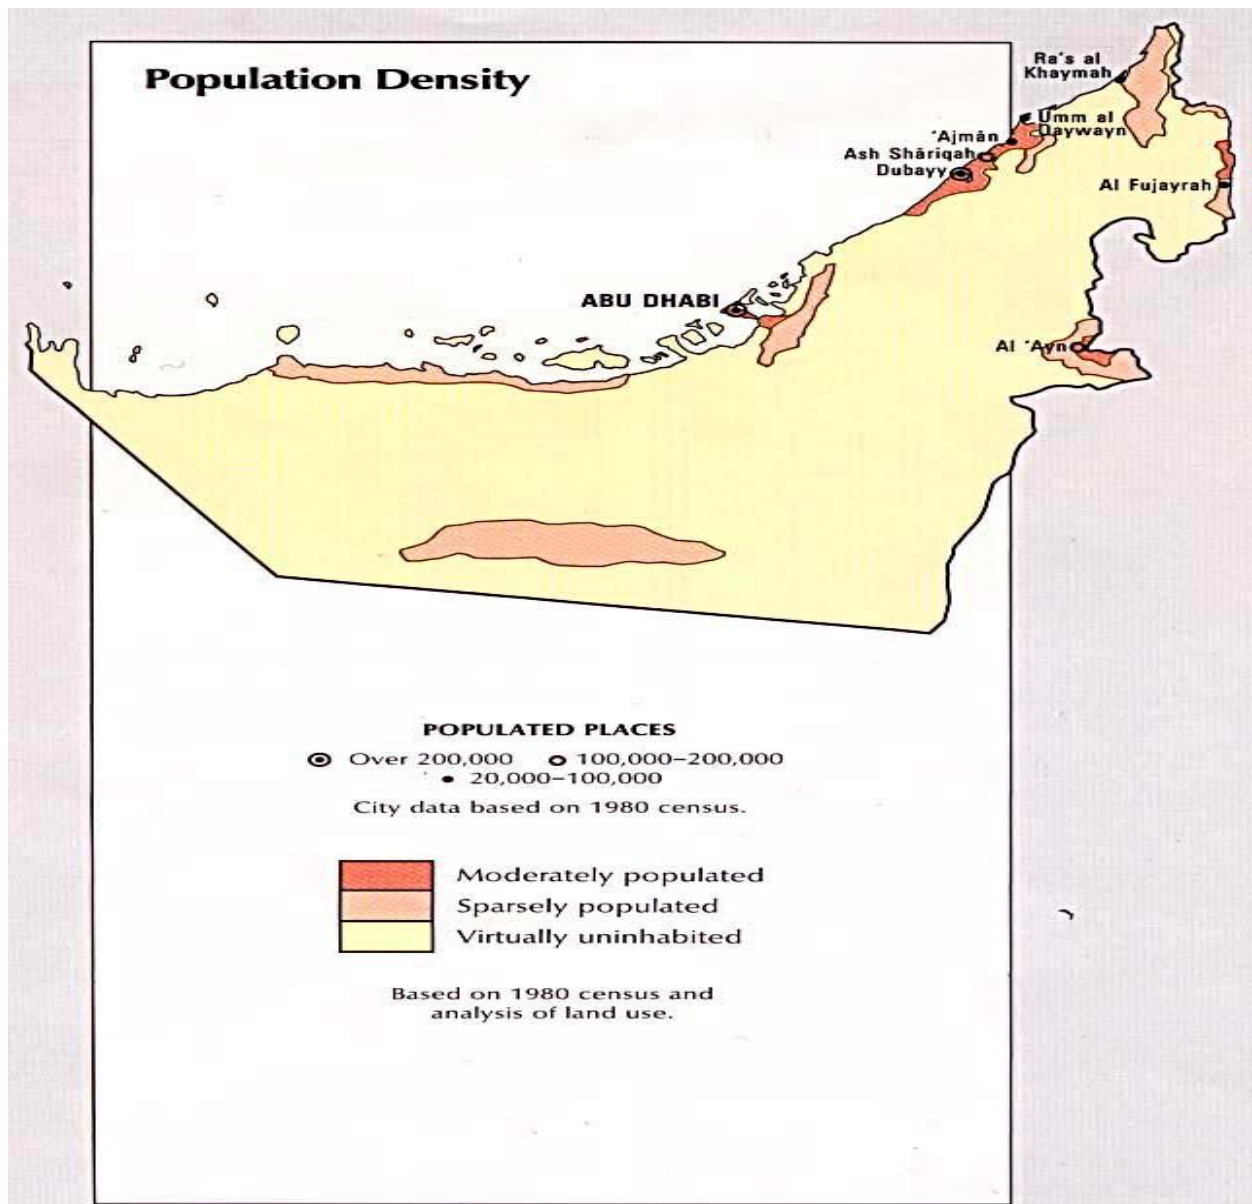 Population Density
Ra's al
Khaymah
Umm al
Qaywayn
'Ajmān
Ash Shāriqah
Dubayy
Al Fujayrah
ABU DHABI
Al 'Ayn
POPULATED PLACES
Over 200,000 100,000–200,000
20,000–100,000
City data based on 1980 census.
Moderately populated
Sparsely populated
Virtually uninhabited
Based on 1980 census and
analysis of land use.